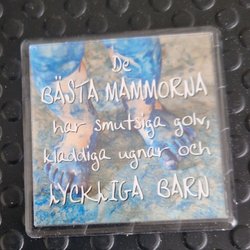 De
BÄSTA MAMMORNA
har smutsiga golv,
kladdiga ugnar och
LYCKLIGA BARN